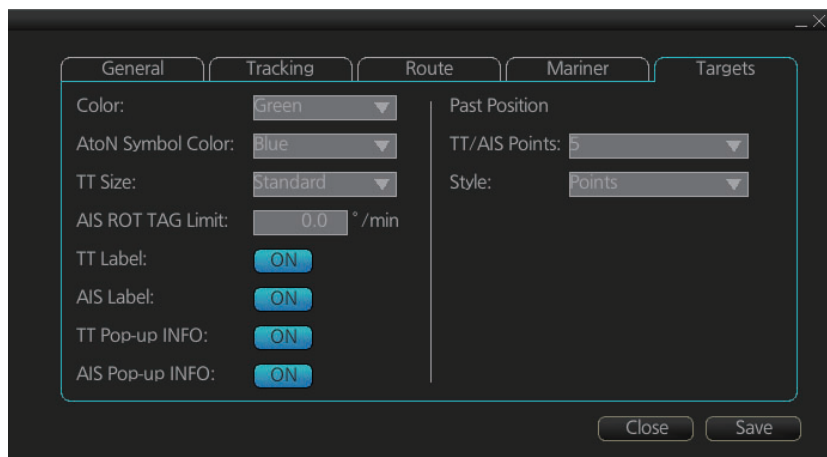 General Tracking Route Mariner Targets
Color: Green
AtoN Symbol Color: Blue
TT Size: Standard
AIS ROT TAG Limit: 0.0 °/min
TT Label: ON
AIS Label: ON
TT Pop-up INFO: ON
AIS Pop-up INFO: ON
Past Position
TT/AIS Points: 5
Style: Points
Close Save